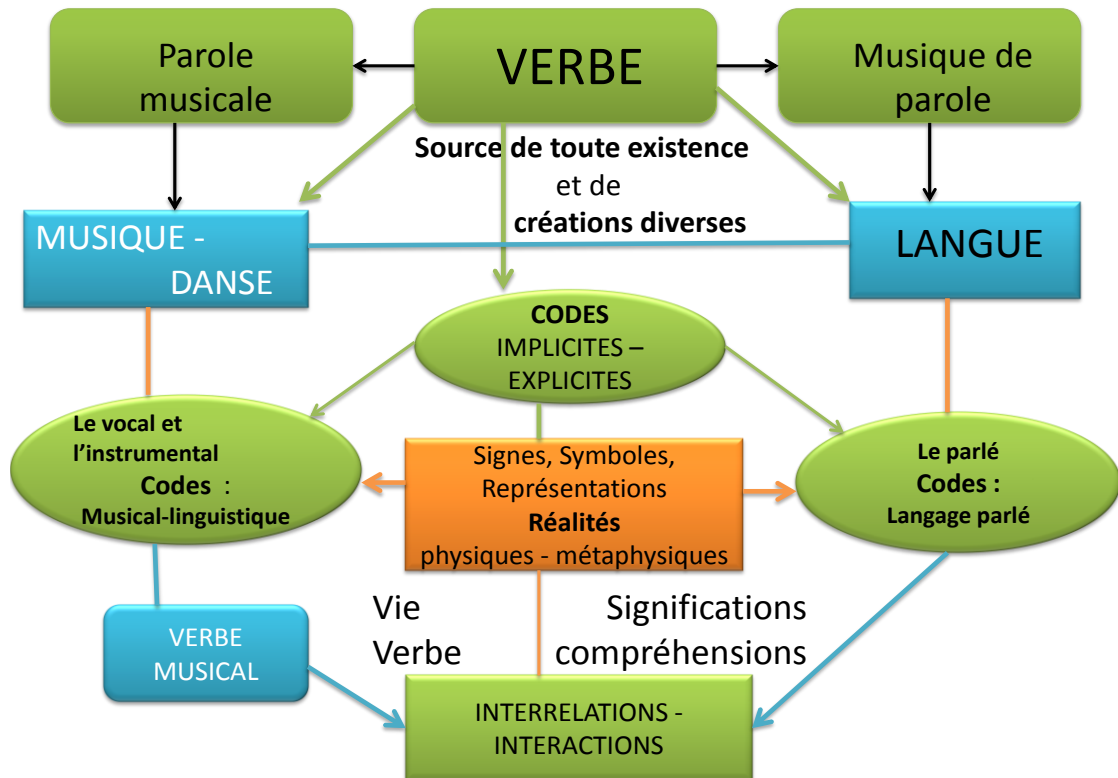 Parole
musicale
VERBE
Musique de
parole
Source de toute existence
et de
créations diverses
MUSIQUE -
DANSE
LANGUE
CODES
IMPLICITES –
EXPLICITES
Le vocal et
l’instrumental
Codes :
Musical-linguistique
Signes, Symboles,
Représentations
Réalités
physiques - métaphysiques
Le parlé
Codes :
Langage parlé
Vie
Verbe
Significations
compréhensions
VERBE
MUSICAL
INTERRELATIONS -
INTERACTIONS